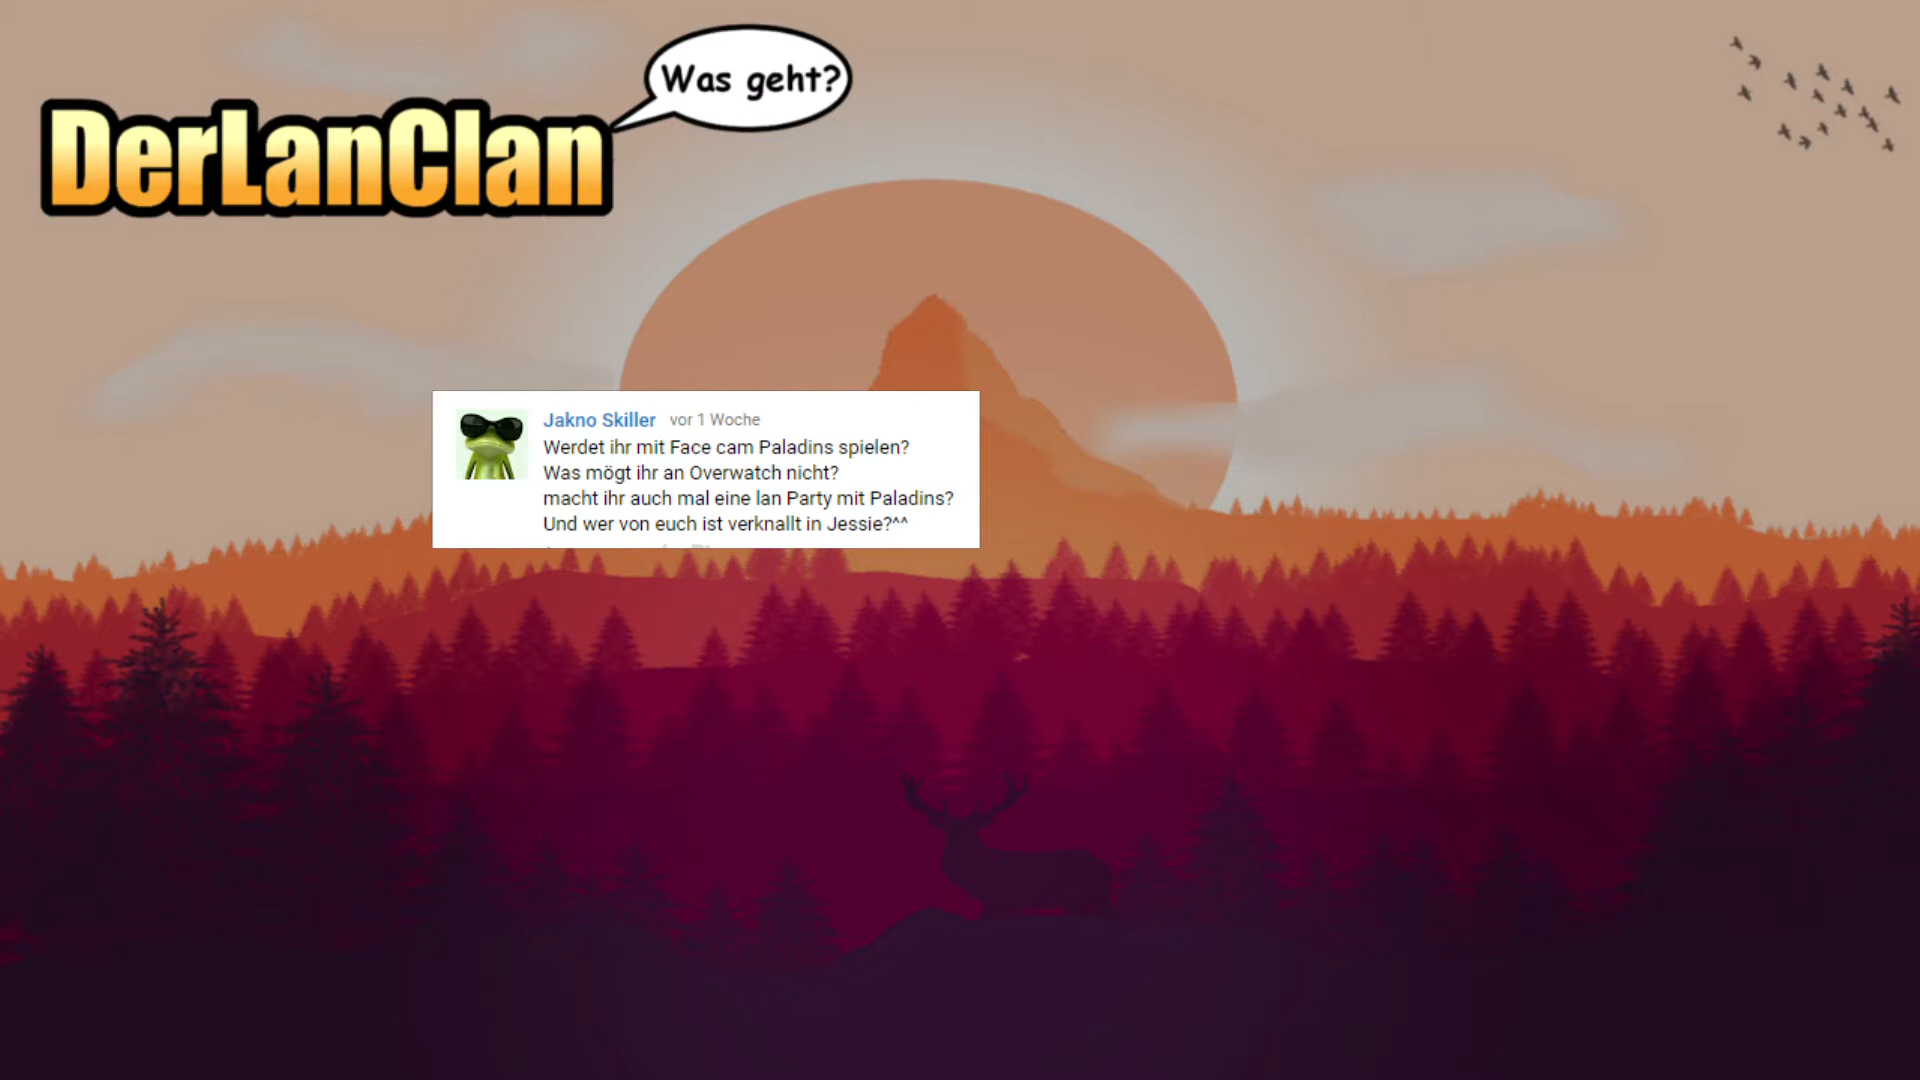 Was geht?
DerLanClan
Jakno Skiller vor 1 Woche
Werdet ihr mit Face cam Paladins spielen?
Was mögt ihr an Overwatch nicht?
macht ihr auch mal eine lan Party mit Paladins?
Und wer von euch ist verknallt in Jessie?^^